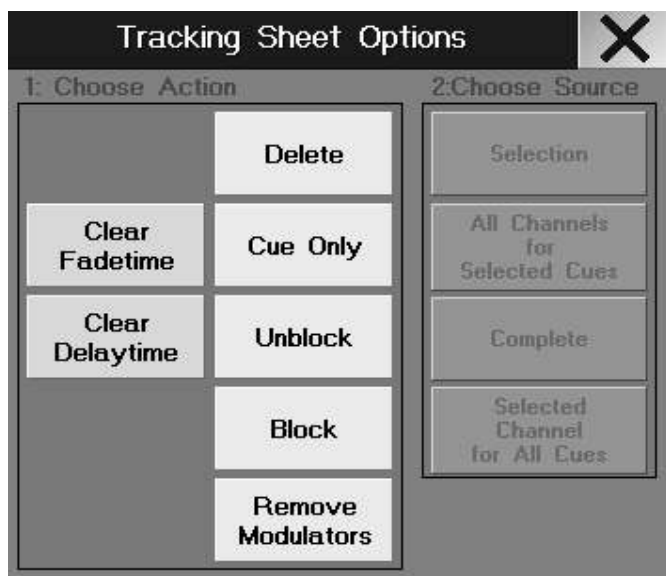 Tracking Sheet Options
1: Choose Action
2:Choose Source
Delete
Clear
Fadetime
Cue Only
Clear
Delaytime
Unblock
Block
Remove
Modulators
Selection
All Channels
for
Selected Cues
Complete
Selected
Channel
for All Cues